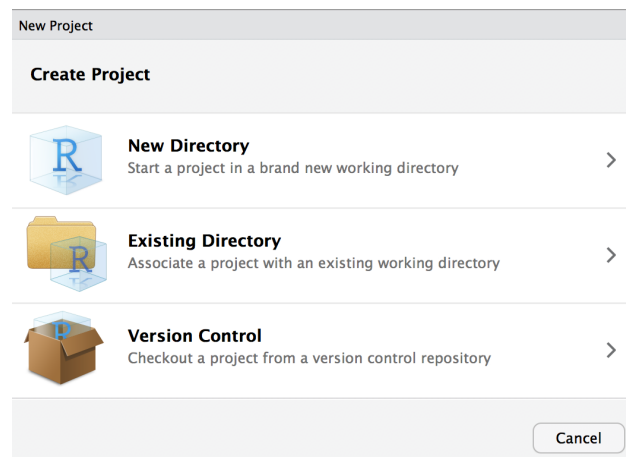 New Project
Create Project
R
New Directory
Start a project in a brand new working directory
R
Existing Directory
Associate a project with an existing working directory
R
Version Control
Checkout a project from a version control repository
Cancel